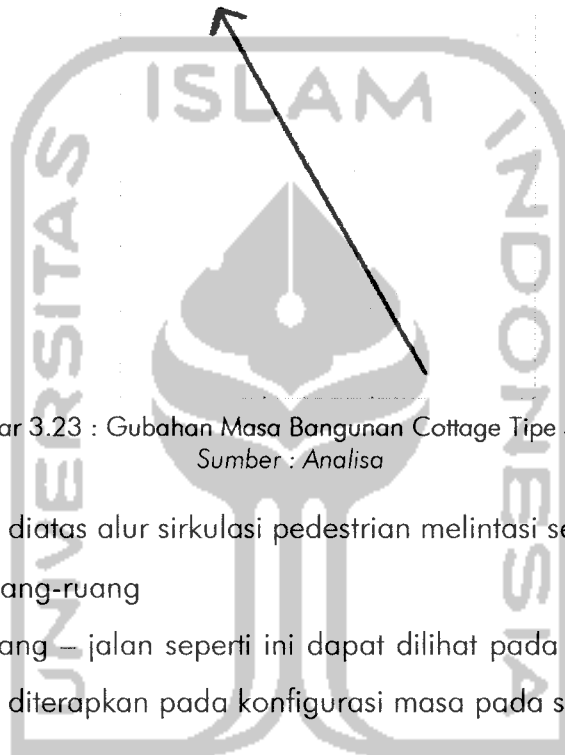 ISLAM
UNIVERSITAS
INDONESIA
ar 3.23 : Gubahan Masa Bangunan Cottage Tipe
Sumber : Analisa
diatas alur sirkulasi pedestrian melintasi se
ang-ruang
ang – jalan seperti ini dapat dilihat pada
diterapkan pada konfigurasi masa pada s